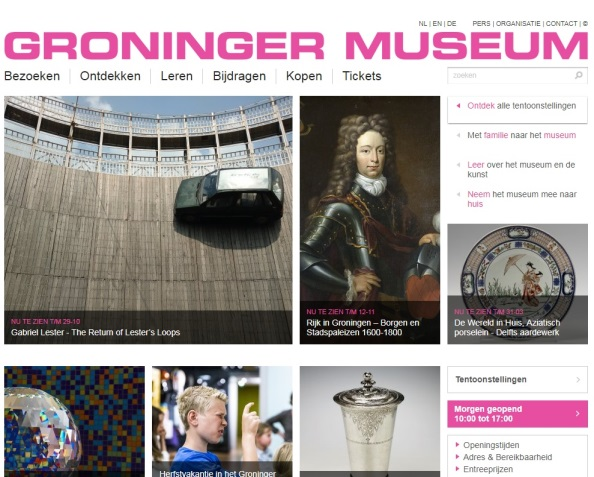 NL | EN | DE PERS | ORGANISATIE | CONTACT | ©
GRONINGER MUSEUM
Bezoeken Ontdekken Leren Bijdragen Kopen Tickets
zoeken
Ontdek alle tentoonstellingen
Met familie naar het museum
Leer over het museum en de
kunst
Neem het museum mee naar
huis
NU TE ZIEN T/M 29-10
Gabriel Lester - The Return of Lester's Loops
NU TE ZIEN T/M 12-11
Rijk in Groningen – Borgen en
Stadspaleizen 1600-1800
NU TE ZIEN T/M 31-03
De Wereld in Huis, Aziatisch
porselein - Delfts aardewerk
Tentoonstellingen
Morgen geopend
10:00 tot 17:00
Openingstijden
Adres & Bereikbaarheid
Entreeprijzen
Herfstvakantie in het Groninger